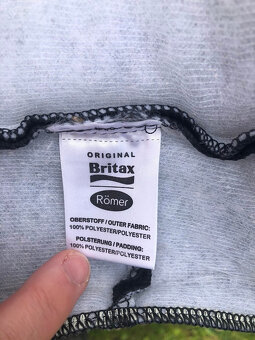 ORIGINAL
Britax
Römer
OBERSTOFF / OUTER FABRIC:
100% POLYESTER/POLYESTER
POLSTERUNG / PADDING:
100% POLYESTER/POLYESTER